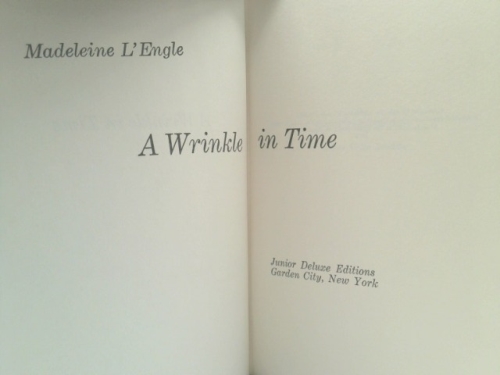 Madeleine L'Engle
A Wrinkle in Time
Junior Deluxe Editions
Garden City, New York